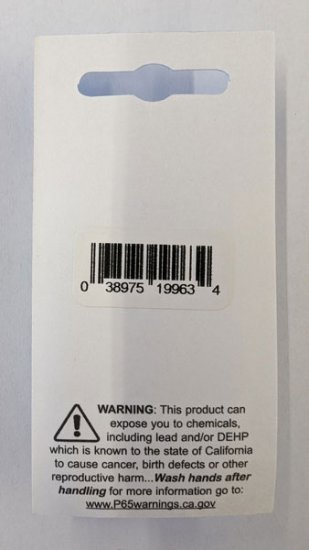 0 38975 19963 4
WARNING: This product can
expose you to chemicals,
including lead and/or DEHP
which is known to the state of California
to cause cancer, birth defects or other
reproductive harm...Wash hands after
handling for more information go to:
www.P65warnings.ca.gov